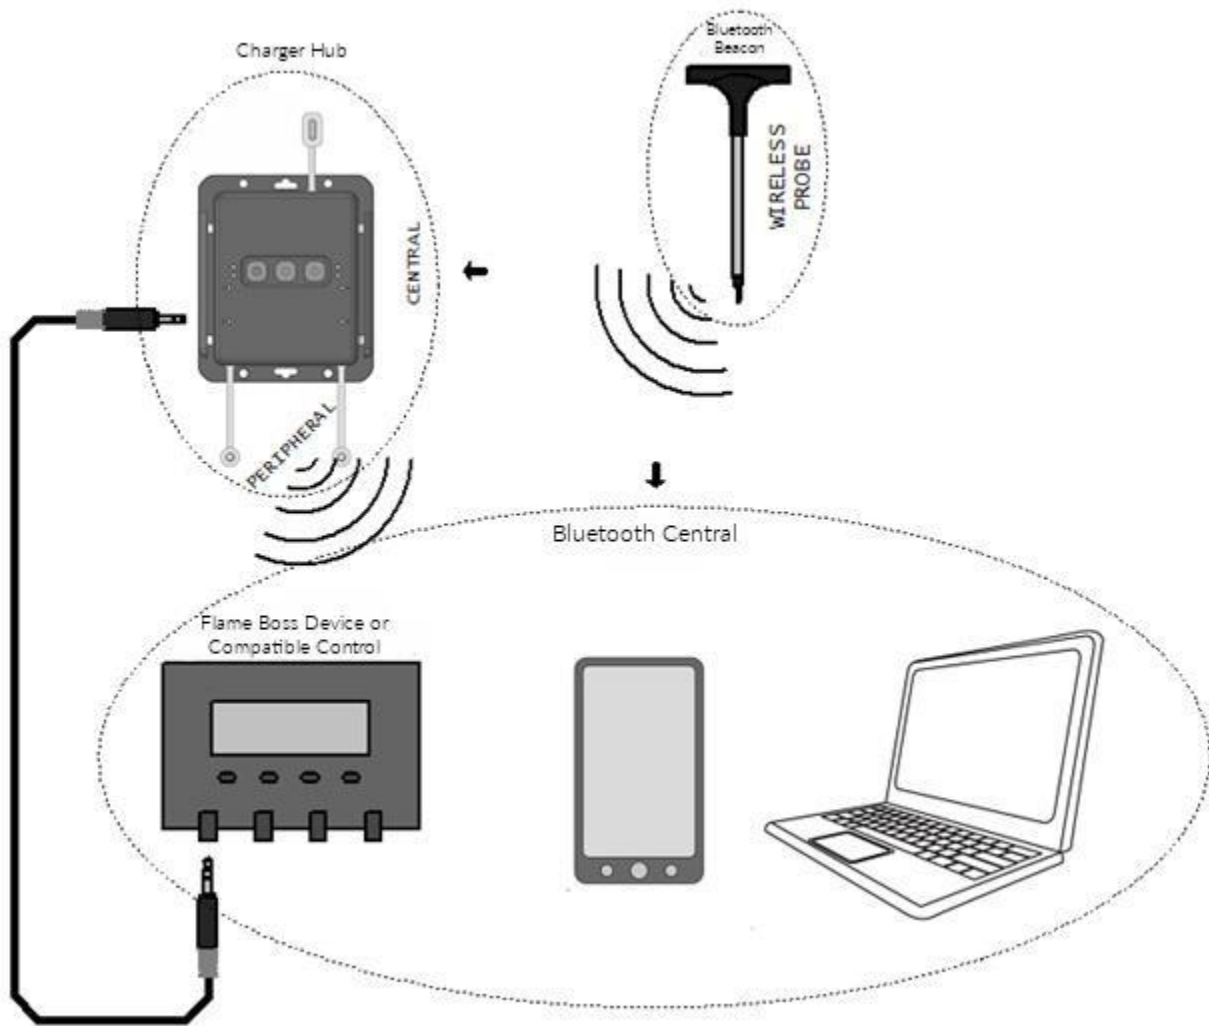 Charger Hub
Bluetooth
Beacon
WIRELESS
PROBE
CENTRAL
PERIPHERAL
Bluetooth Central
Flame Boss Device or
Compatible Control